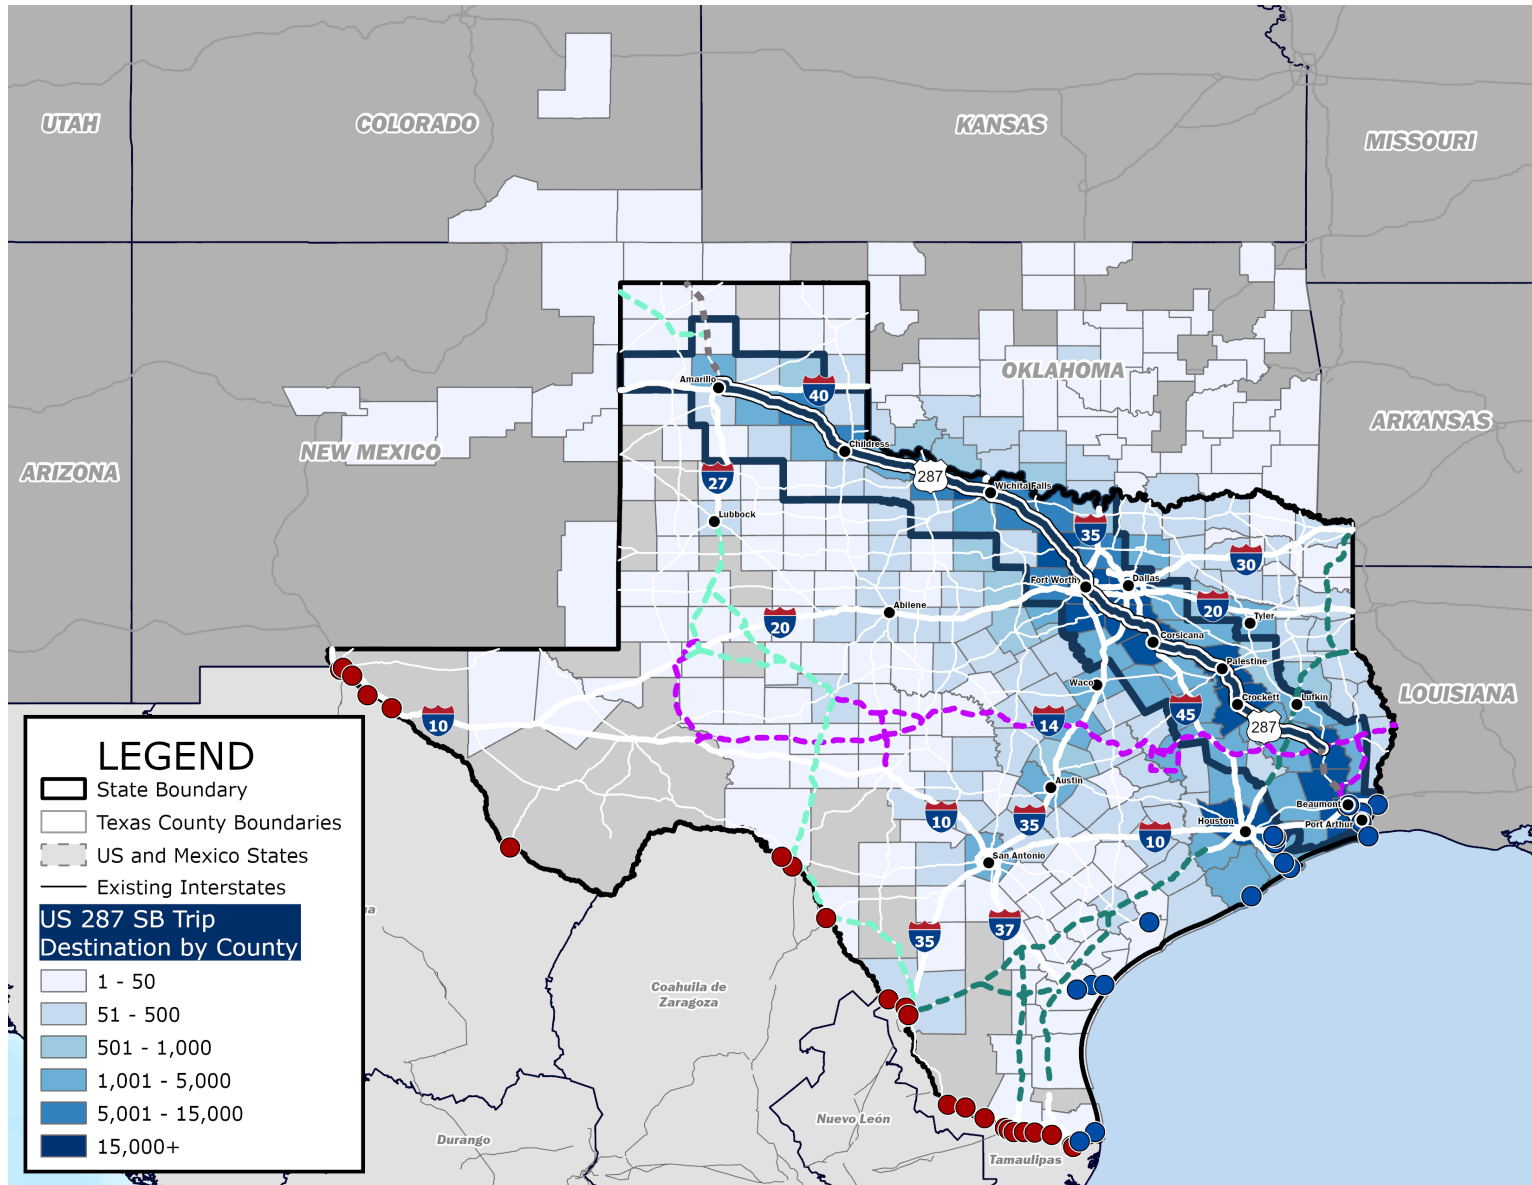 UTAH
COLORADO
KANSAS
MISSOURI
OKLAHOMA
ARKANSAS
NEW MEXICO
ARIZONA
LOUISIANA
Amarillo
40
Childress
287
27
Wichita Falls
Lubbock
35
30
Fort Worth
Dallas
20
Abilene
20
Tyler
Corsicana
Palestine
Waco
Crockett
Lufkin
10
14
45
287
Austin
Beaumont
10
35
10
Houston
Port Arthur
San Antonio
35
37
Coahuila de
Zaragoza
Nuevo León
Durango
Tamaulipas
ua
LEGEND
State Boundary
Texas County Boundaries
US and Mexico States
Existing Interstates
US 287 SB Trip
Destination by County
1 - 50
51 - 500
501 - 1,000
1,001 - 5,000
5,001 - 15,000
15,000+